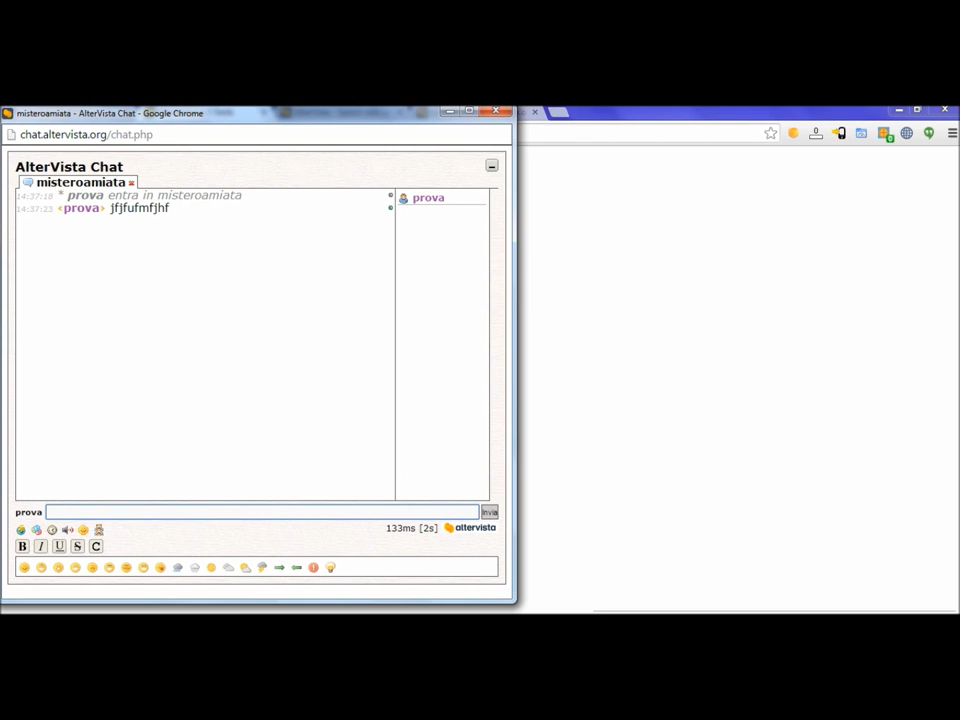 misteroamiata - AlterVista Chat - Google Chrome
chat.altervista.org/chat.php
AlterVista Chat
misteroamiata
14:37:18 * prova entra in misteroamiata
14:37:23 <prova> jfjfufmfjhf
prova
prova
Invia
133ms [2s] altervista
B I U S C